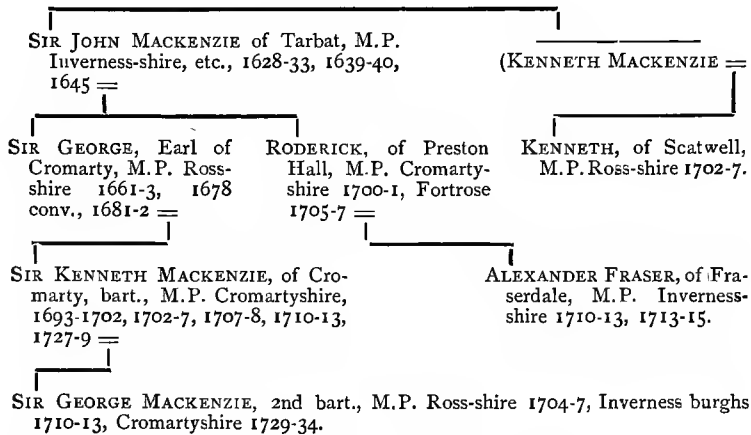 SIR JOHN MACKENZIE of Tarbat, M.P.
Inverness-shire, etc., 1628-33, 1639-40,
1645 =
(KENNETH MACKENZIE =
SIR GEORGE, Earl of
Cromarty, M.P. Ross-
shire 1661-3, 1678
conv., 1681-2 =
RODERICK, of Preston
Hall, M.P. Cromarty-
shire 1700-1, Fortrose
1705-7 =
KENNETH, of Scatwell,
M.P. Ross-shire 1702-7.
SIR KENNETH MACKENZIE, of Cro-
marty, bart., M.P. Cromartyshire,
1693-1702, 1702-7, 1707-8, 1710-13,
1727-9 =
ALEXANDER FRASER, of Fra-
serdale, M.P. Inverness-
shire 1710-13, 1713-15.
SIR GEORGE MACKENZIE, 2nd bart., M.P. Ross-shire 1704-7, Inverness burghs
1710-13, Cromartyshire 1729-34.